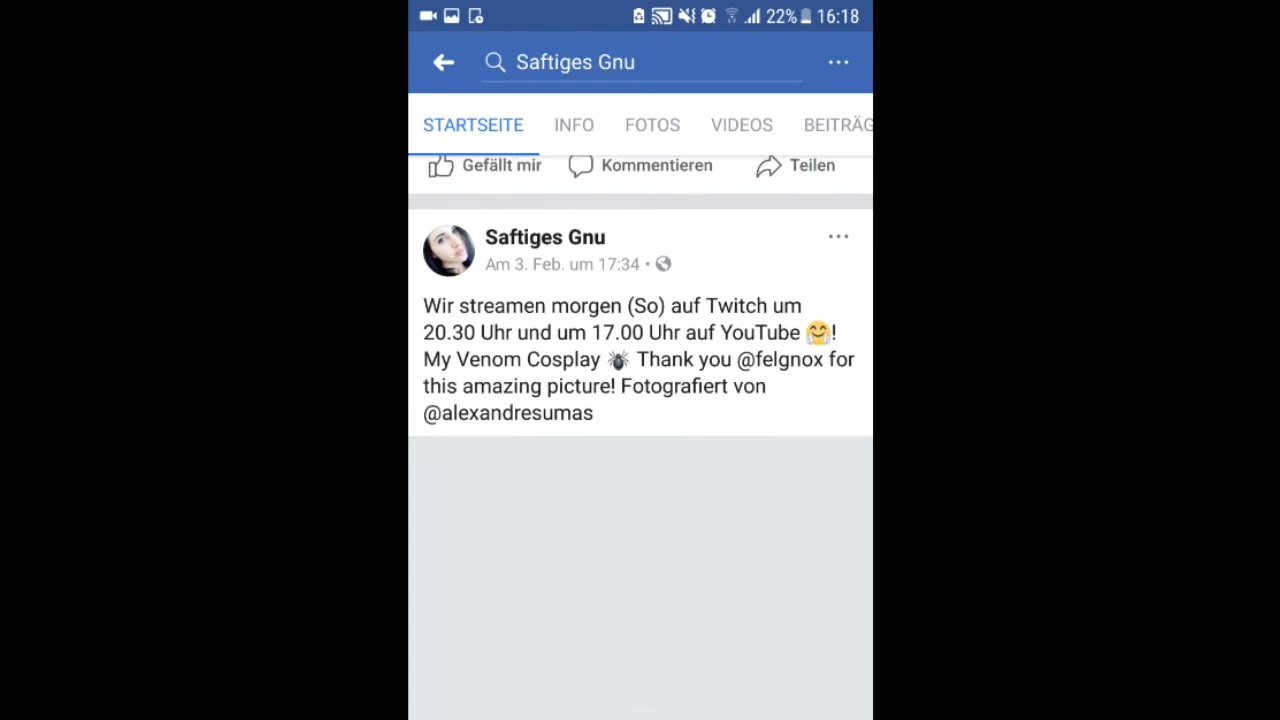 22% 16:18
Saftiges Gnu
STARTSEITE INFO FOTOS VIDEOS BEITRÄG
Gefällt mir Kommentieren Teilen
Saftiges Gnu
Am 3. Feb. um 17:34 •
Wir streamen morgen (So) auf Twitch um
20.30 Uhr und um 17.00 Uhr auf YouTube 🤗!
My Venom Cosplay 🕷 Thank you @felgnox for
this amazing picture! Fotografiert von
@alexandresumas